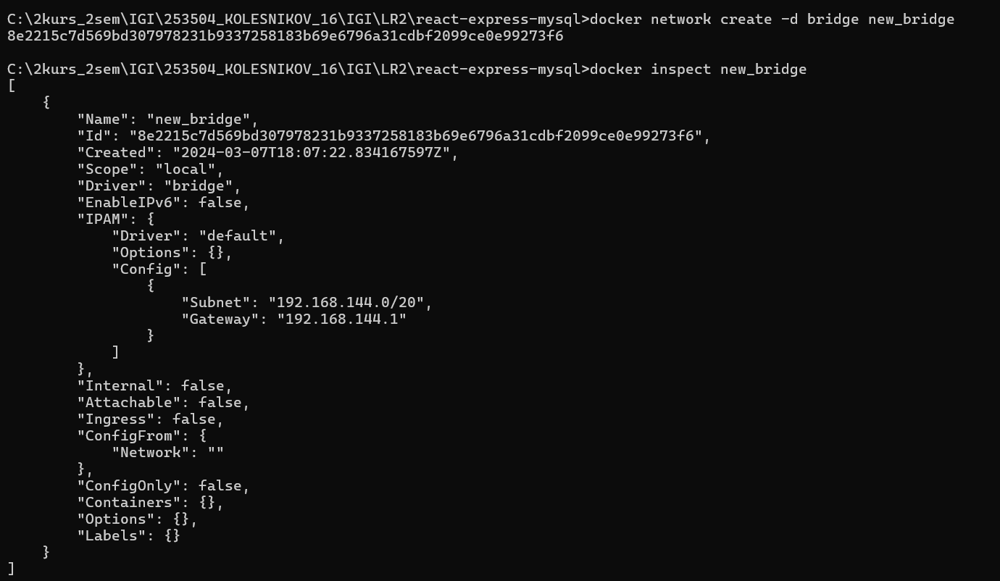 C:\2kurs_2sem\IGI\253504_KOLESNIKOV_16\IGI\LR2\react-express-mysql>docker network create -d bridge new_bridge
8e2215c7d569bd307978231b9337258183b69e6796a31cdbf2099ce0e99273f6

C:\2kurs_2sem\IGI\253504_KOLESNIKOV_16\IGI\LR2\react-express-mysql>docker inspect new_bridge
[
    {
        "Name": "new_bridge",
        "Id": "8e2215c7d569bd307978231b9337258183b69e6796a31cdbf2099ce0e99273f6",
        "Created": "2024-03-07T18:07:22.834167597Z",
        "Scope": "local",
        "Driver": "bridge",
        "EnableIPv6": false,
        "IPAM": {
            "Driver": "default",
            "Options": {},
            "Config": [
                {
                    "Subnet": "192.168.144.0/20",
                    "Gateway": "192.168.144.1"
                }
            ]
        },
        "Internal": false,
        "Attachable": false,
        "Ingress": false,
        "ConfigFrom": {
            "Network": ""
        },
        "ConfigOnly": false,
        "Containers": {},
        "Options": {},
        "Labels": {}
    }
]